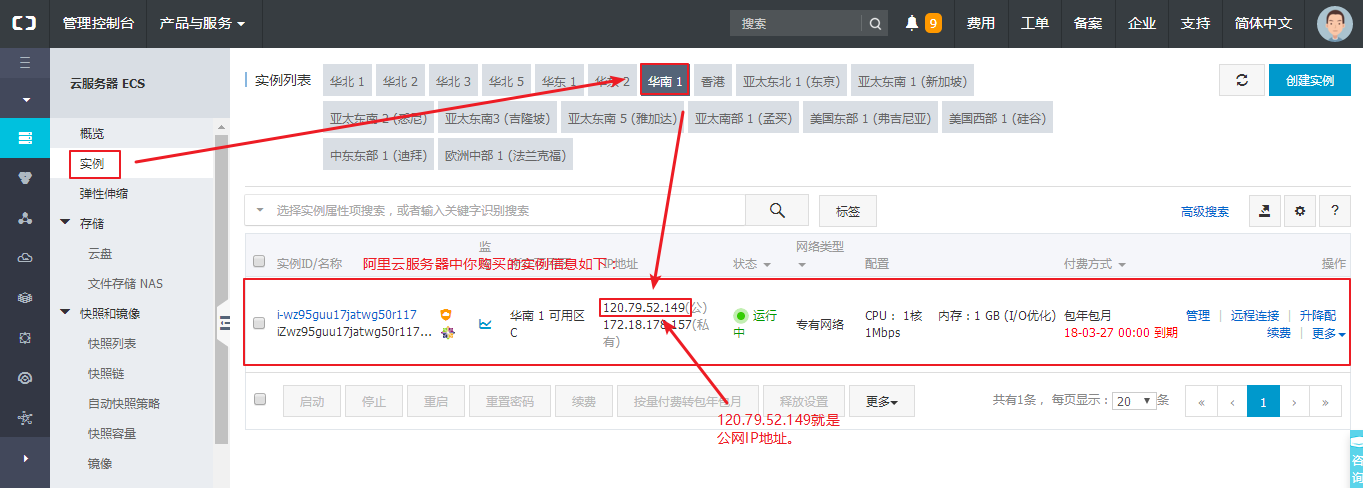 管理控制台 产品与服务 搜索 9 费用 工单 备案 企业 支持 简体中文
云服务器 ECS
概览
实例
弹性伸缩
存储
云盘
文件存储 NAS
快照和镜像
快照列表
快照链
自动快照策略
快照容量
镜像
实例列表 华北 1 华北 2 华北 3 华北 5 华东 1 华东 2 华南 1 香港 亚太东北 1 (东京) 亚太东南 1 (新加坡) 创建实例
亚太东南 2 (悉尼) 亚太东南3 (吉隆坡) 亚太东南 5 (雅加达) 亚太南部 1 (孟买) 美国东部 1 (弗吉尼亚) 美国西部 1 (硅谷)
中东东部 1 (迪拜) 欧洲中部 1 (法兰克福)
选择实例属性项搜索，或者输入关键字识别搜索 标签 高级搜索 ?
实例ID/名称 监 IP地址 状态 网络类型 配置 付费方式 操作
阿里云服务器中你购买的实例信息如下：
i-wz95guu17jatwg50r117
iZwz95guu17jatwg50r117...
华南 1 可用区
C
120.79.52.149(公)
172.18.178.157(私
有)
运行
中
专有网络
CPU： 1核 内存：1 GB (I/O优化)
1Mbps
包年包月
18-03-27 00:00 到期
管理 | 远程连接 | 升降配
续费 | 更多
启动 停止 重启 重置密码 续费 按量付费转包年包月 释放设置 更多 共有1条， 每页显示：20条 « ‹ 1 › »
120.79.52.149就是
公网IP地址。
咨
询